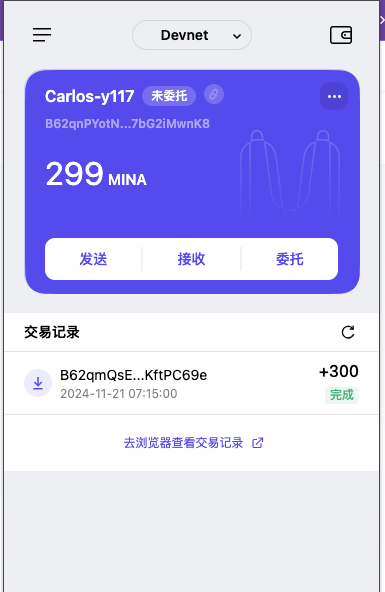 Devnet
Carlos-y117 未委托
B62qnPYotN...7bG2iMwnK8
299 MINA
发送 接收 委托
交易记录
B62qmQsE...KftPC69e +300
2024-11-21 07:15:00 完成
去浏览器查看交易记录